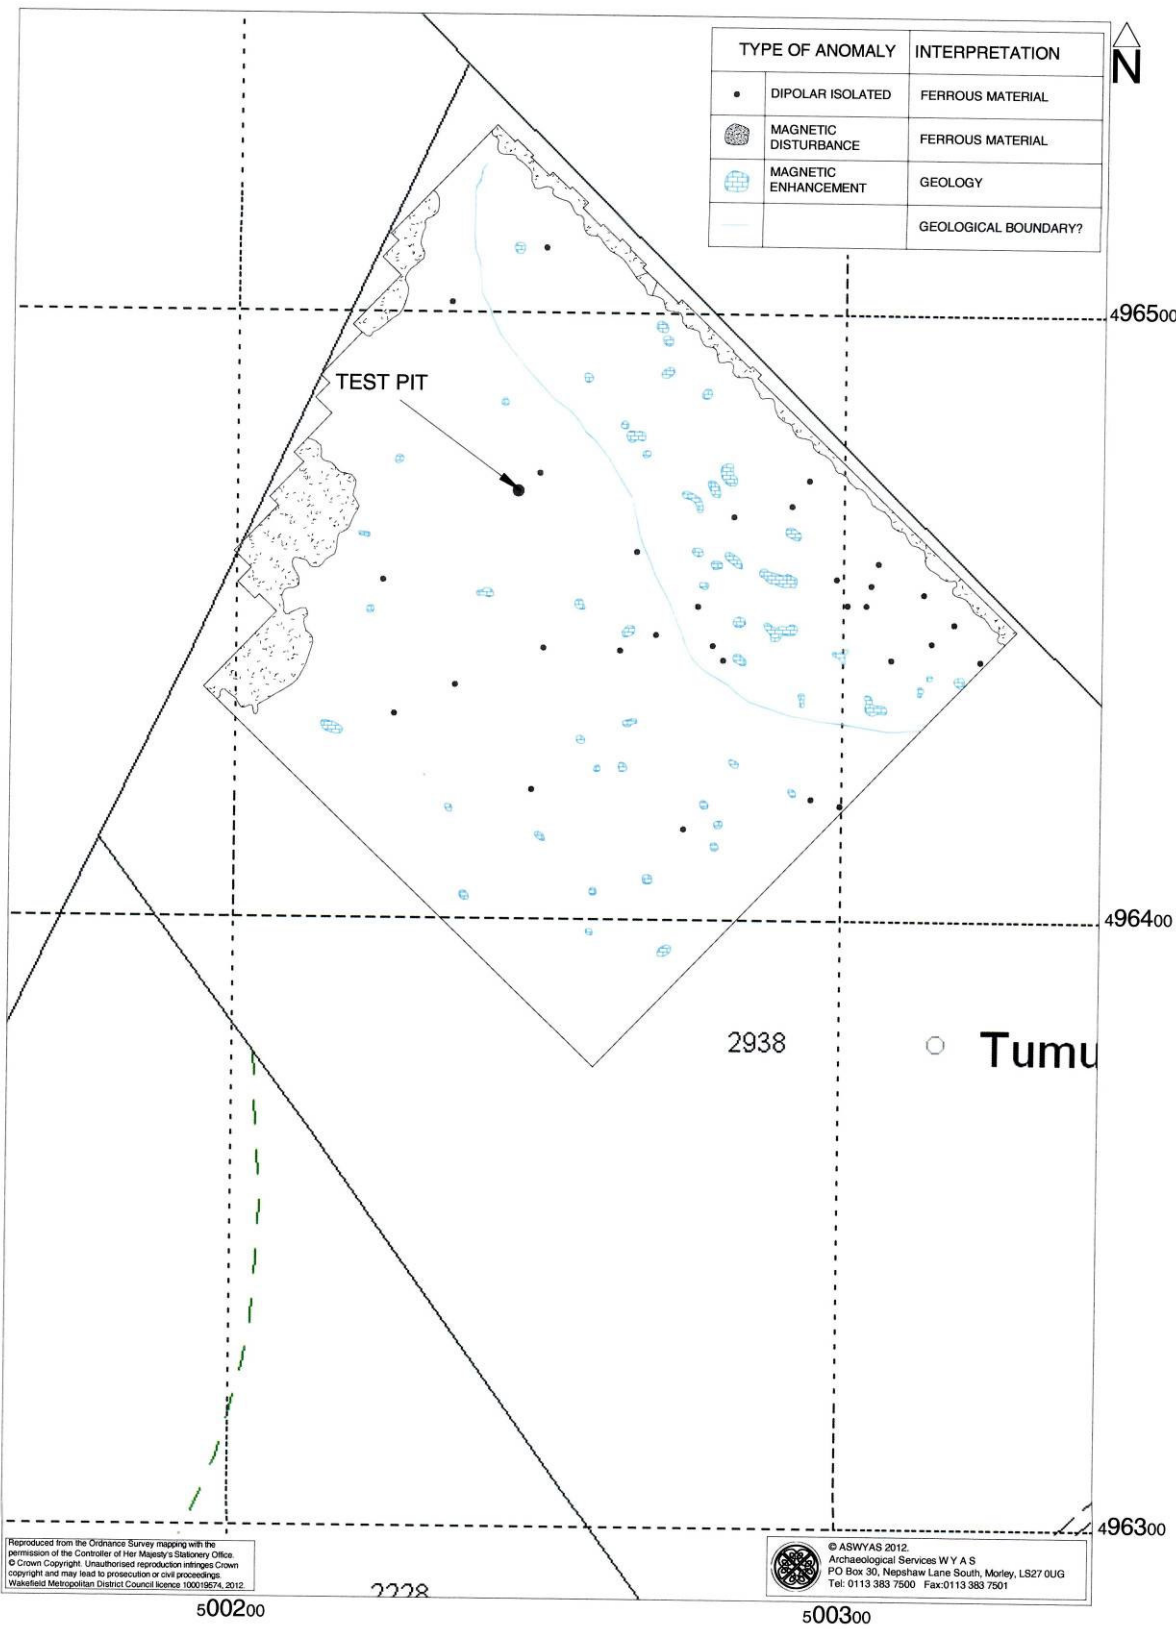 TYPE OF ANOMALY INTERPRETATION
N
DIPOLAR ISOLATED FERROUS MATERIAL
MAGNETIC
DISTURBANCE FERROUS MATERIAL
MAGNETIC
ENHANCEMENT GEOLOGY
GEOLOGICAL BOUNDARY?
496500
TEST PIT
496400
2938 Tumu
496300
Reproduced from the Ordnance Survey mapping with the
permission of the Controller of Her Majesty's Stationery Office.
© Crown Copyright. Unauthorised reproduction infringes Crown
copyright and may lead to prosecution or civil proceedings.
Wakefield Metropolitan District Council licence 100019574, 2012.
© ASWYAS 2012.
Archaeological Services W Y A S
PO Box 30, Nepshaw Lane South, Morley, LS27 0UG
Tel: 0113 383 7500 Fax:0113 383 7501
500200
500300